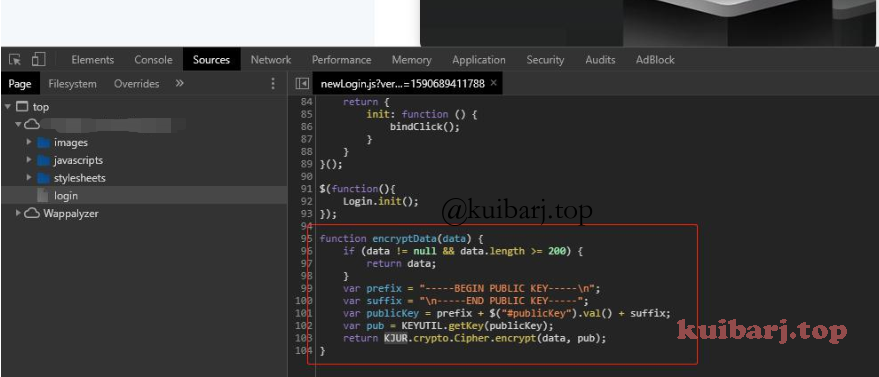 Elements Console Sources Network Performance Memory Application Security Audits AdBlock
Page Filesystem Overrides »
newLogin.js?ver...=1590689411788 ×
top
images
javascripts
stylesheets
login
Wappalyzer
84 return {
85 init: function () {
86 bindClick();
87 }
88 }
89 }();
90
91 $(function(){
92 Login.init();
93 });
94
95 function encryptData(data) {
96 if (data != null && data.length >= 200) {
97 return data;
98 }
99 var prefix = "-----BEGIN PUBLIC KEY-----\n";
100 var suffix = "\n-----END PUBLIC KEY-----";
101 var publicKey = prefix + $("#publicKey").val() + suffix;
102 var pub = KEYUTIL.getKey(publicKey);
103 return KJUR.crypto.Cipher.encrypt(data, pub);
104 }
@kuibarj.top
kuibarj.top